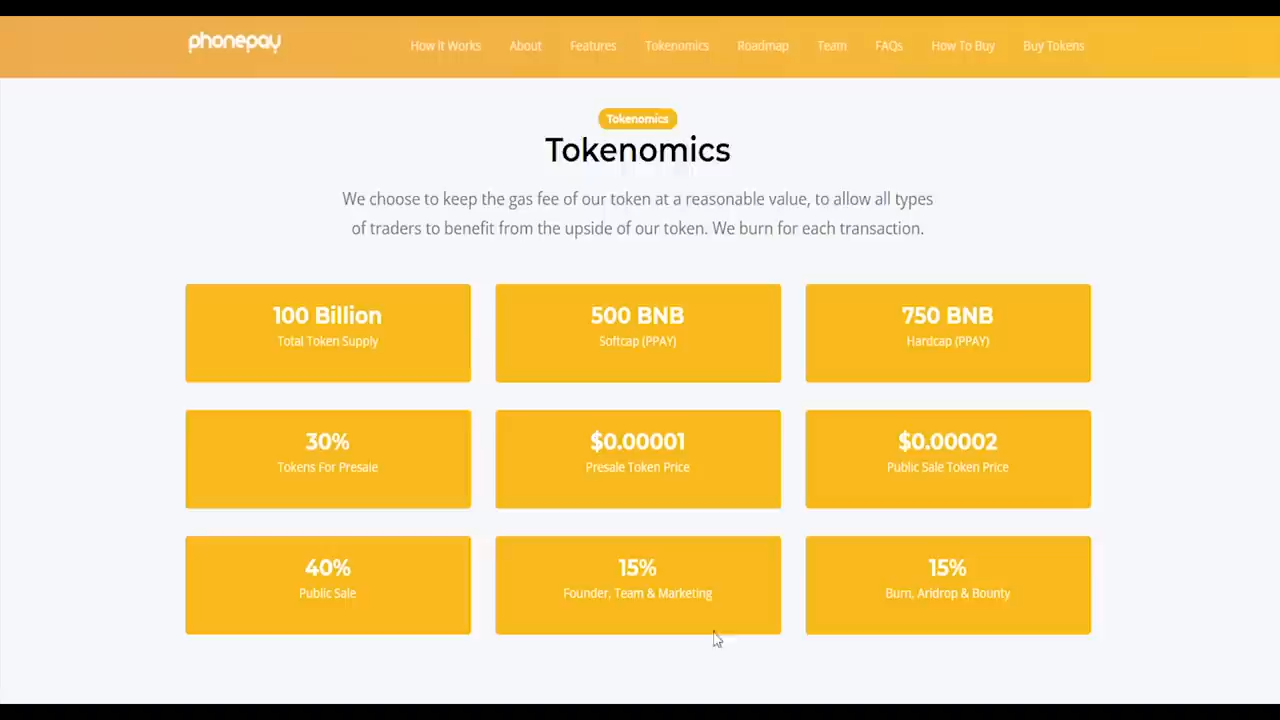 phonepay
How It Works
About
Features
Tokenomics
Roadmap
Team
FAQs
How To Buy
Buy Tokens
Tokenomics
Tokenomics
We choose to keep the gas fee of our token at a reasonable value, to allow all types
of traders to benefit from the upside of our token. We burn for each transaction.
100 Billion
Total Token Supply
500 BNB
Softcap (PPAY)
750 BNB
Hardcap (PPAY)
30%
Tokens For Presale
$0.00001
Presale Token Price
$0.00002
Public Sale Token Price
40%
Public Sale
15%
Founder, Team & Marketing
15%
Burn, Aridrop & Bounty